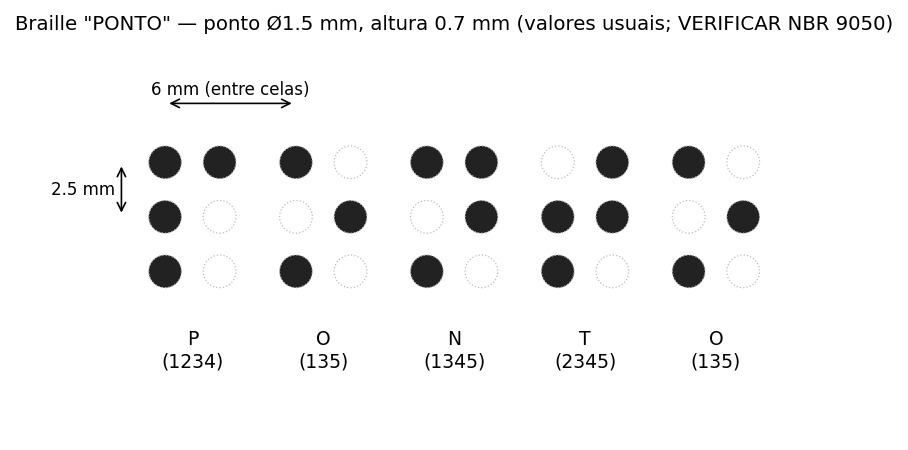 Braille "PONTO" — ponto Ø1.5 mm, altura 0.7 mm (valores usuais; VERIFICAR NBR 9050)
6 mm (entre celas)
2.5 mm
P O N T O
(1234) (135) (1345) (2345) (135)